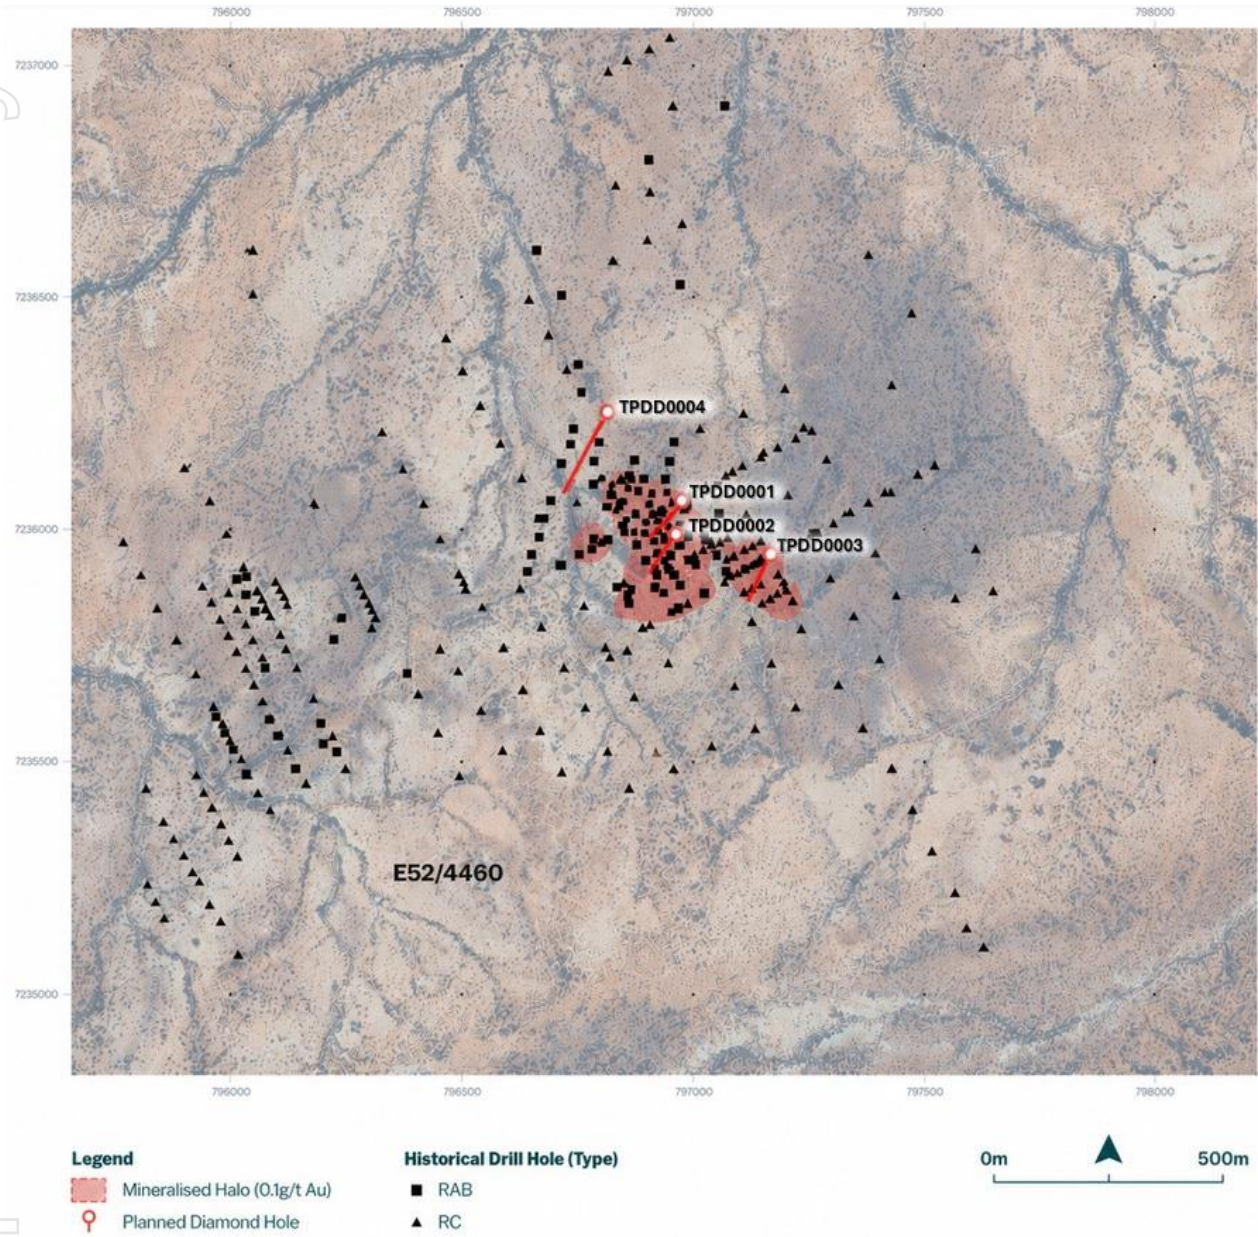 796000 796500 797000 797500 798000
7237000
7236500
TPDD0004
TPDD0001
TPDD0002
7236000
TPDD0003
7235500
E52/4460
7235000
796000 796500 797000 797500 798000
Legend
Mineralised Halo (0.1g/t Au)
Planned Diamond Hole
Historical Drill Hole (Type)
RAB
RC
0m 500m